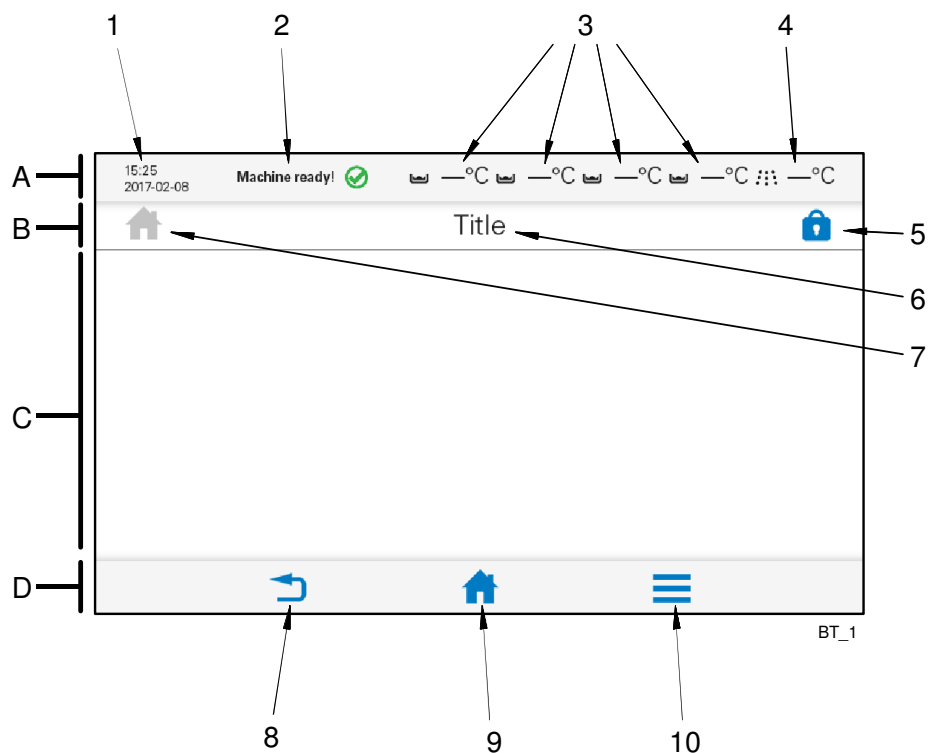 1 2 3 4
A
15:25
2017-02-08
Machine ready!
—°C —°C —°C —°C —°C
B
Title
5
6
7
C
D
BT_1
8 9 10